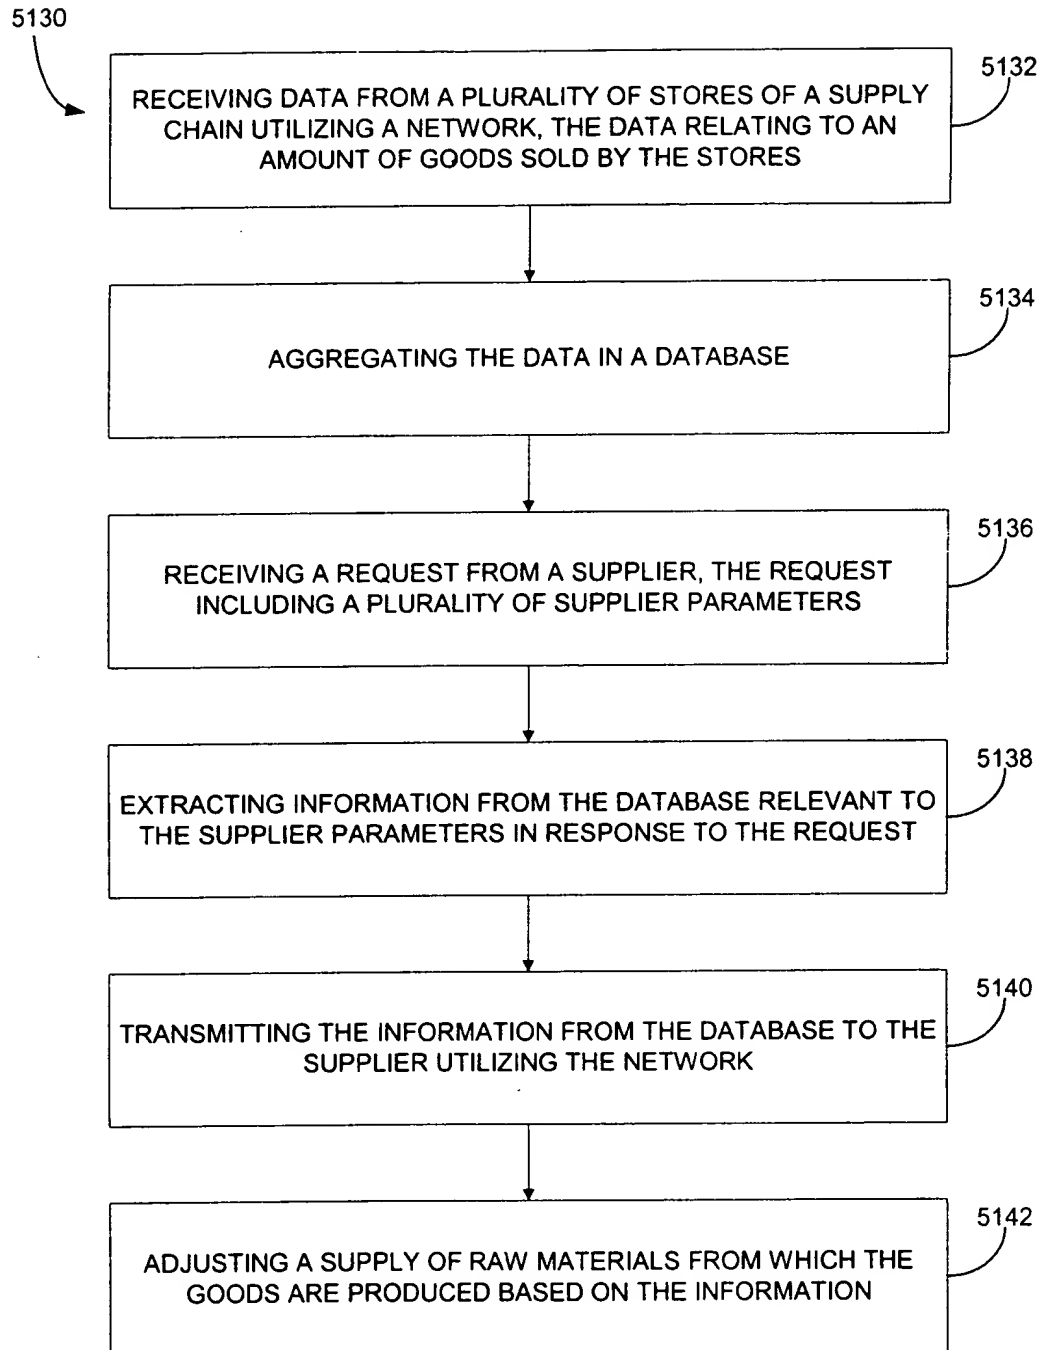 5130
5132
RECEIVING DATA FROM A PLURALITY OF STORES OF A SUPPLY
CHAIN UTILIZING A NETWORK, THE DATA RELATING TO AN
AMOUNT OF GOODS SOLD BY THE STORES
5134
AGGREGATING THE DATA IN A DATABASE
5136
RECEIVING A REQUEST FROM A SUPPLIER, THE REQUEST
INCLUDING A PLURALITY OF SUPPLIER PARAMETERS
5138
EXTRACTING INFORMATION FROM THE DATABASE RELEVANT TO
THE SUPPLIER PARAMETERS IN RESPONSE TO THE REQUEST
5140
TRANSMITTING THE INFORMATION FROM THE DATABASE TO THE
SUPPLIER UTILIZING THE NETWORK
5142
ADJUSTING A SUPPLY OF RAW MATERIALS FROM WHICH THE
GOODS ARE PRODUCED BASED ON THE INFORMATION